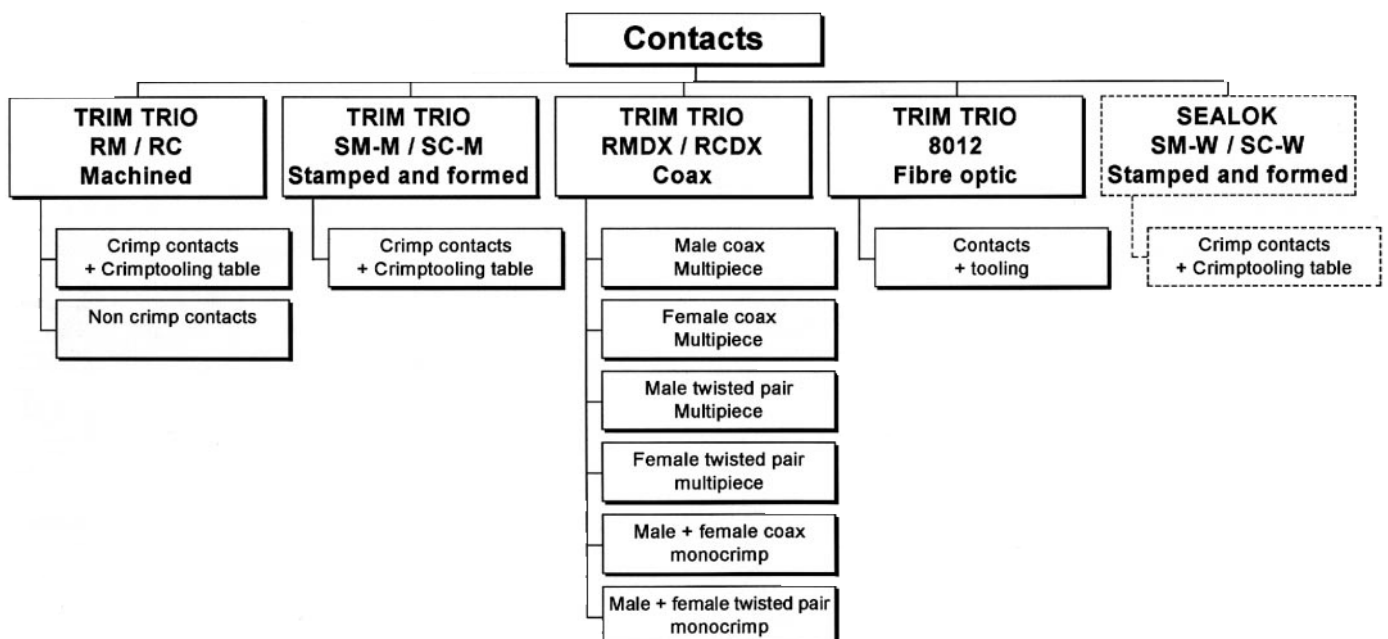 Contacts
TRIM TRIO
RM / RC
Machined
TRIM TRIO
SM-M / SC-M
Stamped and formed
TRIM TRIO
RMDX / RCDX
Coax
TRIM TRIO
8012
Fibre optic
SEALOK
SM-W / SC-W
Stamped and formed
Crimp contacts
+ Crimptooling table
Non crimp contacts
Crimp contacts
+ Crimptooling table
Male coax
Multipiece
Female coax
Multipiece
Male twisted pair
Multipiece
Female twisted pair
multipiece
Male + female coax
monocrimp
Male + female twisted pair
monocrimp
Contacts
+ tooling
Crimp contacts
+ Crimptooling table